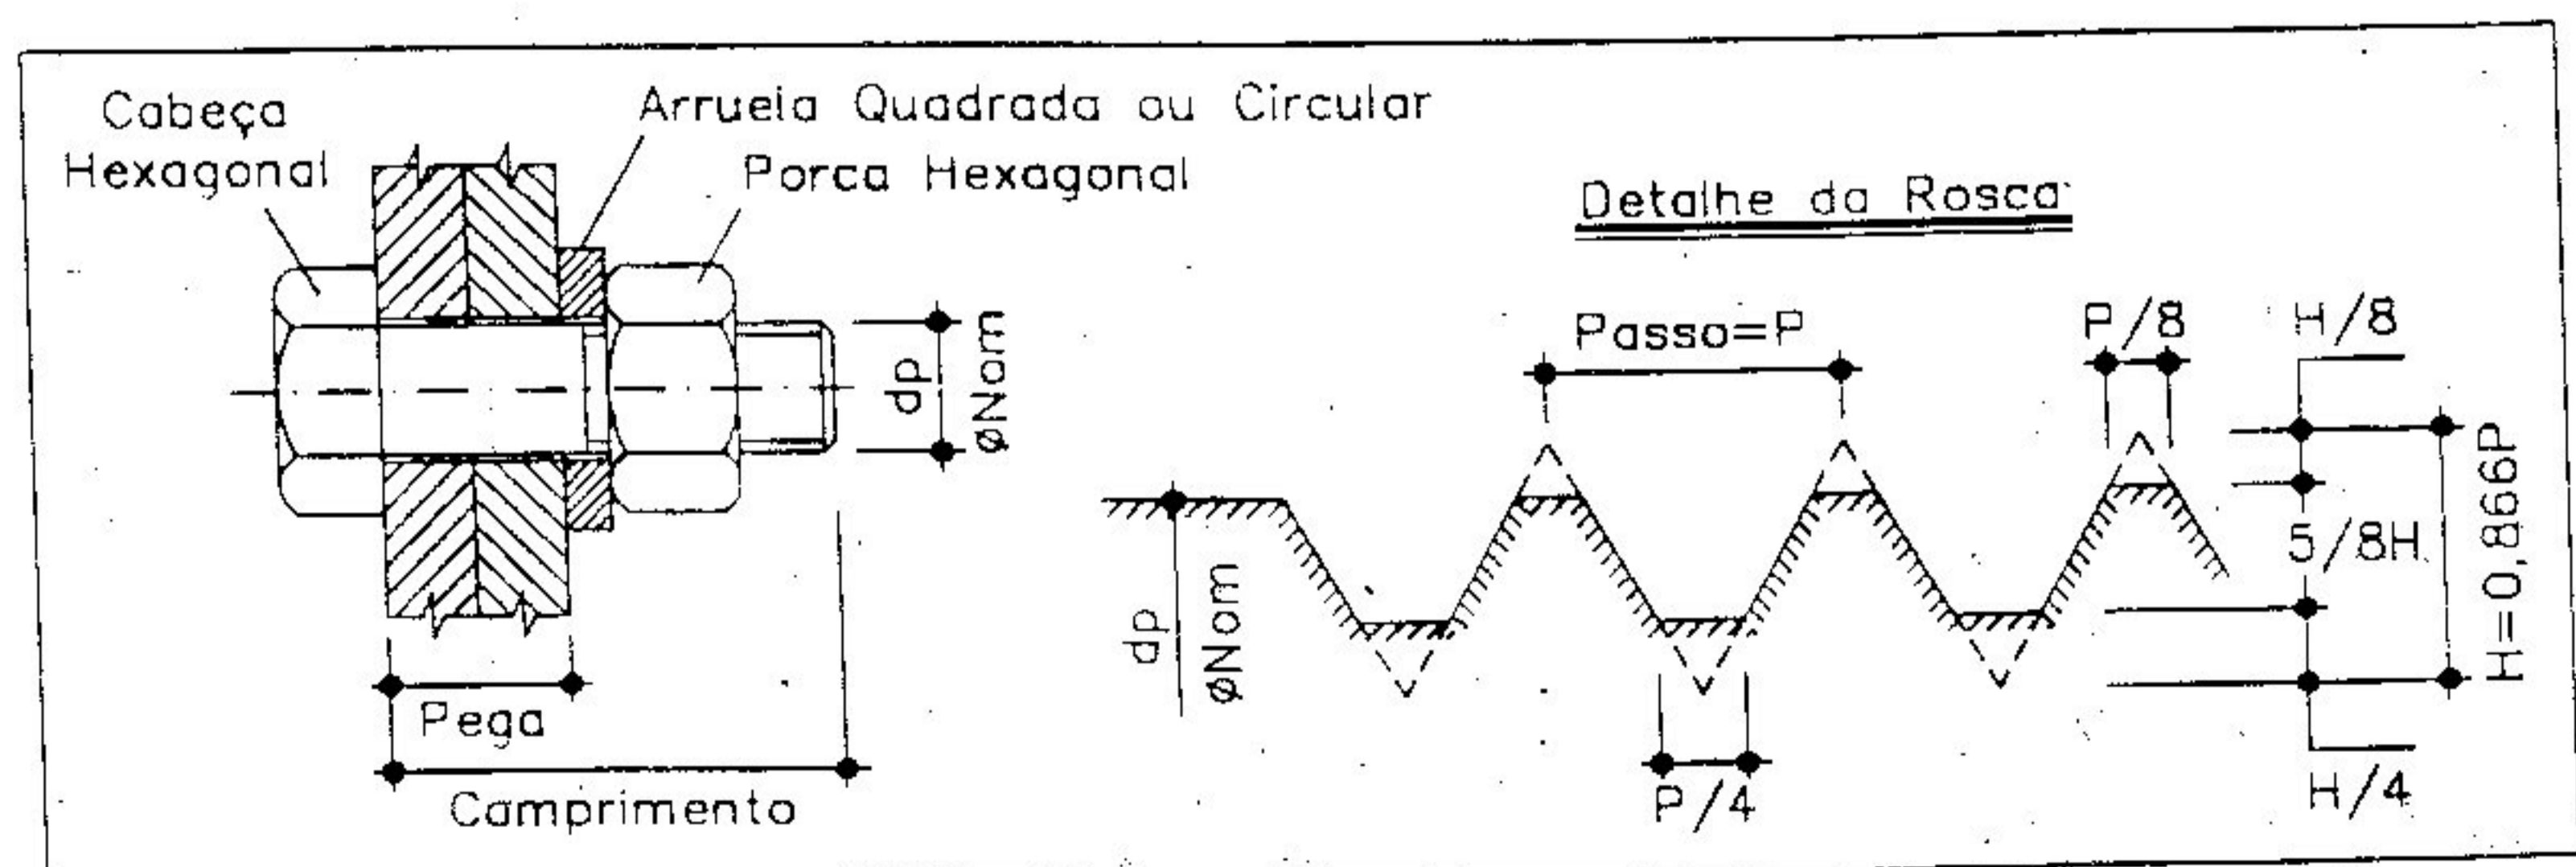 Cabeça
Hexagonal
Arruela Quadrada ou Circular
Porca Hexagonal
dp
øNom
Pega
Comprimento
Detalhe da Rosca
Passo=P
P/8
H/8
dp
øNom
5/8H
H=0,866P
P/4
H/4